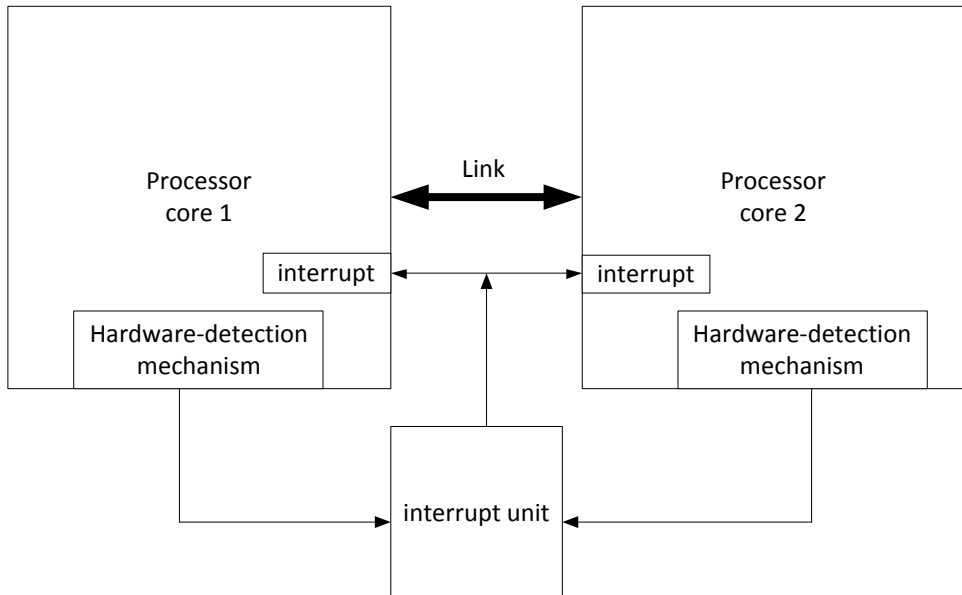 Processor
core 1
Link
Processor
core 2
interrupt
interrupt
Hardware-detection
mechanism
Hardware-detection
mechanism
interrupt unit